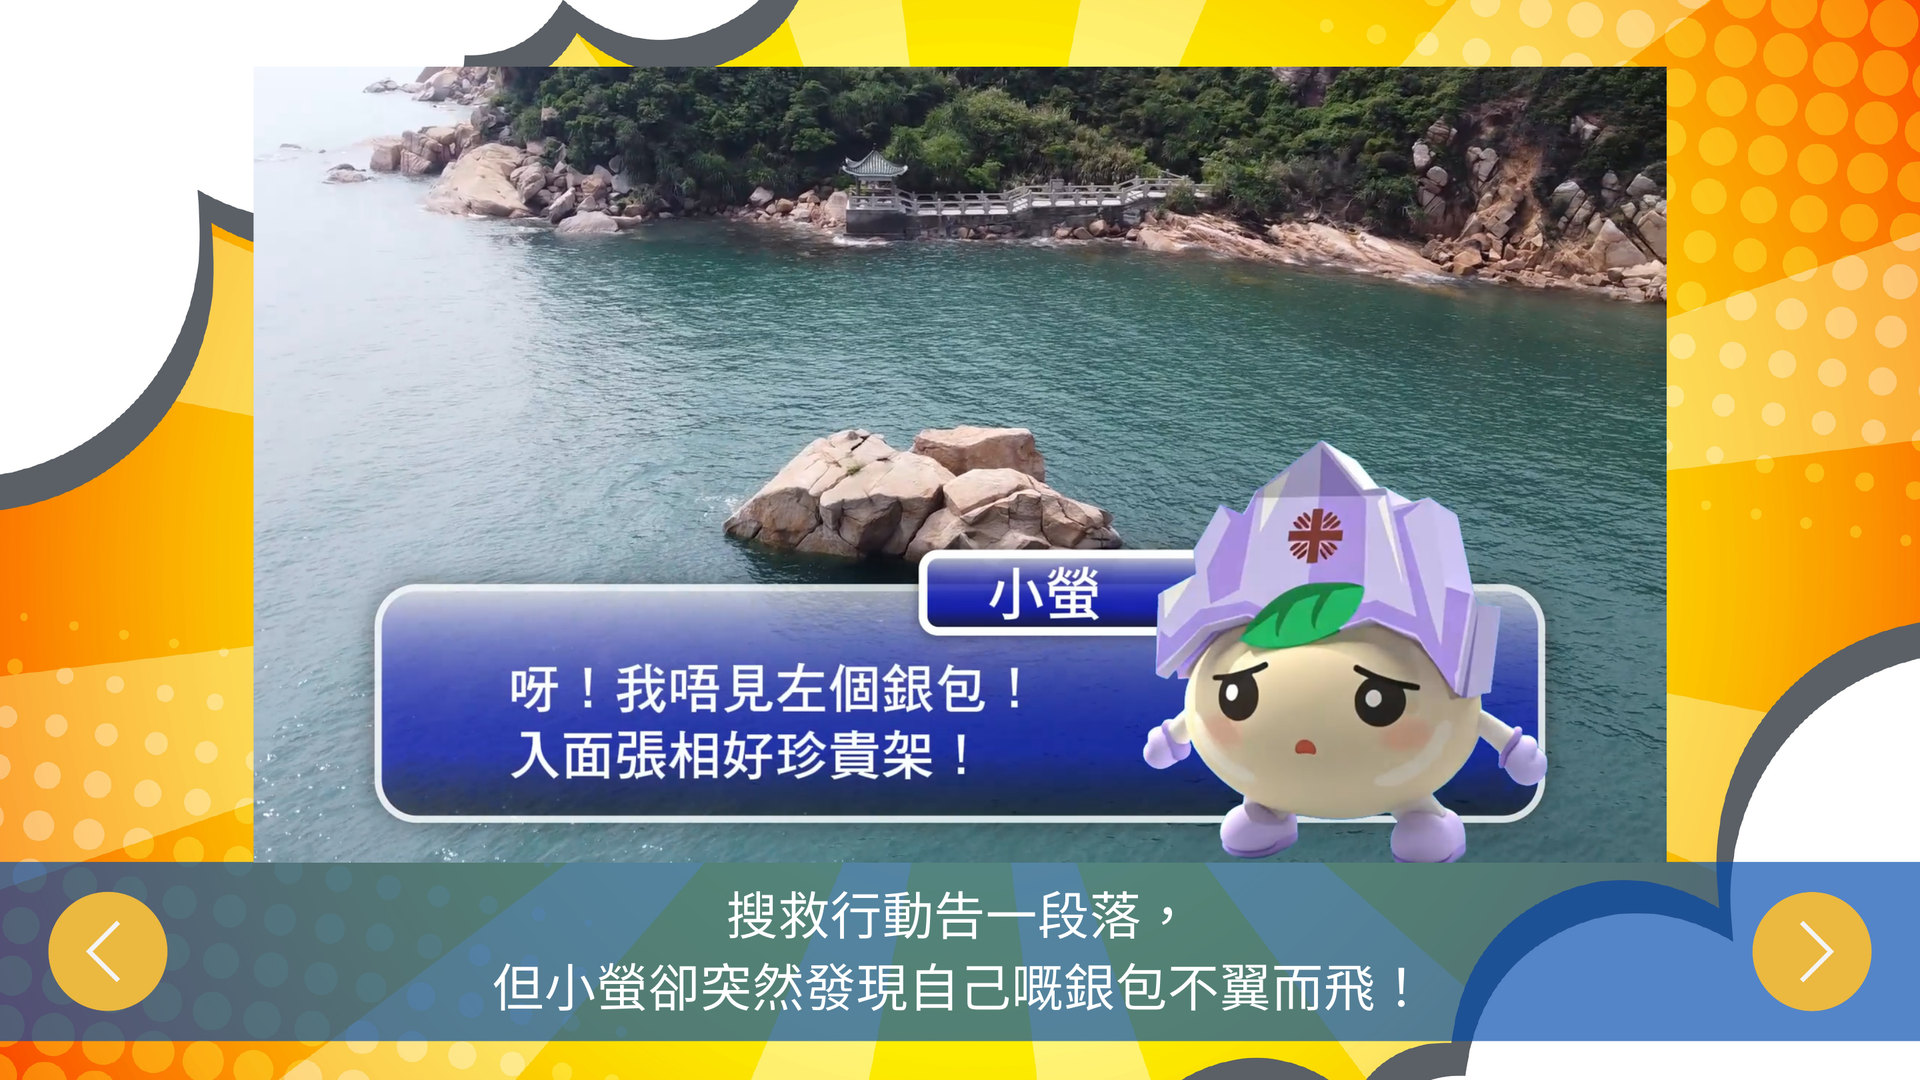 小螢
呀！我唔見左個銀包！
入面張相好珍貴架！
搜救行動告一段落，
但小螢卻突然發現自己嘅銀包不翼而飛！